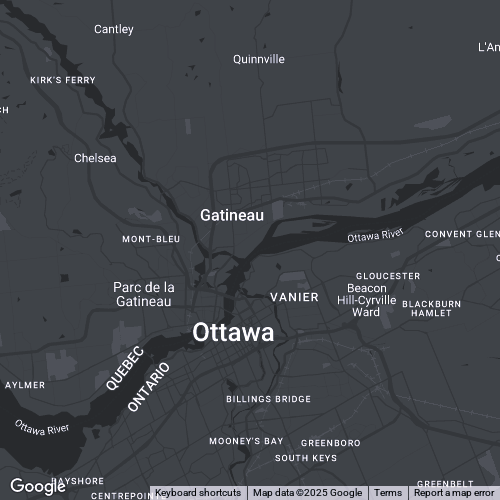 Cantley
L'An
Quinnville
KIRK'S FERRY
CH
Chelsea
Gatineau
Ottawa River
CONVENT GLEN
MONT-BLEU
GLOUCESTER
Parc de la
Gatineau
VANIER
Beacon
Hill-Cyrville
Ward
BLACKBURN
HAMLET
Ottawa
QUEBEC
ONTARIO
AYLMER
BILLINGS BRIDGE
Ottawa River
MOONEY'S BAY
GREENBORO
SOUTH KEYS
BAYSHORE
GREENBELT
CENTREPOINTE
Google
Keyboard shortcuts
Map data ©2025 Google
Terms
Report a map error